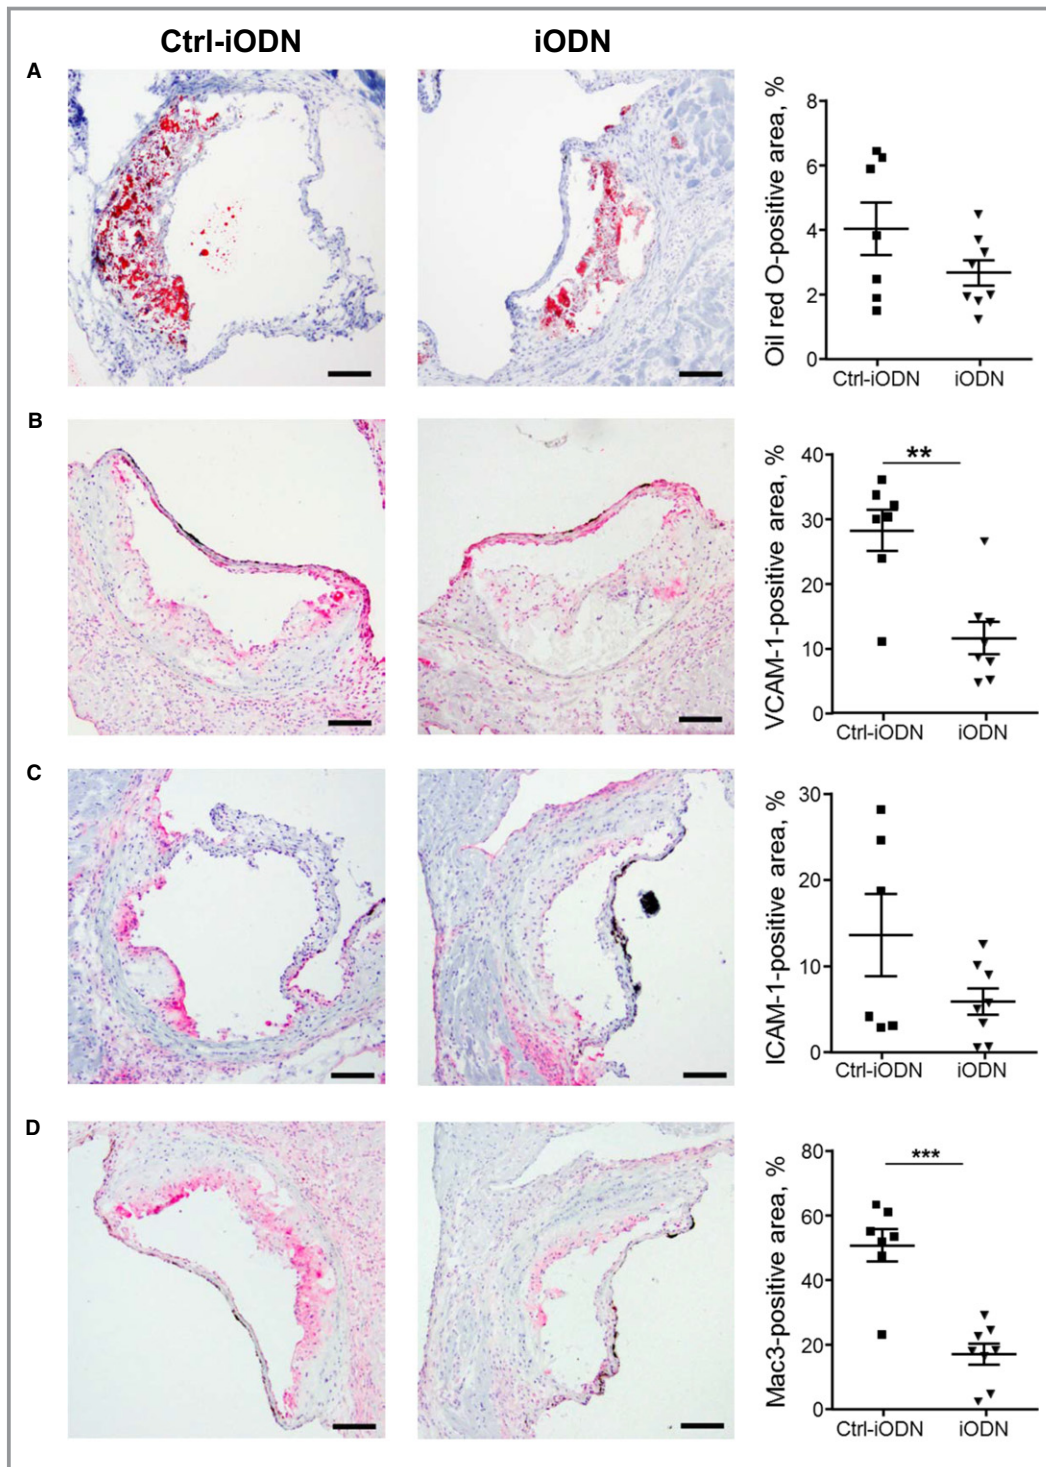 Ctrl-iODN iODN
A
Oil red O-positive area, %
8
6
4
2
0
Ctrl-iODN iODN
B
VCAM-1-positive area, %
**
40
30
20
10
0
Ctrl-iODN iODN
C
ICAM-1-positive area, %
30
20
10
0
Ctrl-iODN iODN
D
Mac3-positive area, %
***
80
60
40
20
0
Ctrl-iODN iODN